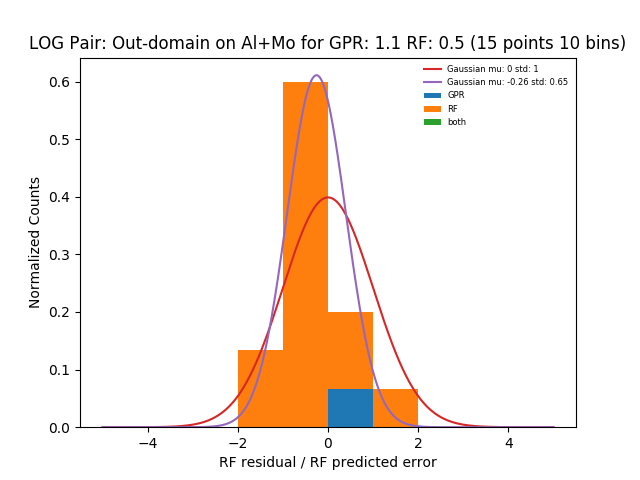 LOG Pair: Out-domain on Al+Mo for GPR: 1.1 RF: 0.5 (15 points 10 bins)
Gaussian mu: 0 std: 1
Gaussian mu: -0.26 std: 0.65
GPR
RF
both
Normalized Counts
0.6
0.5
0.4
0.3
0.2
0.1
0.0
−4 −2 0 2 4
RF residual / RF predicted error